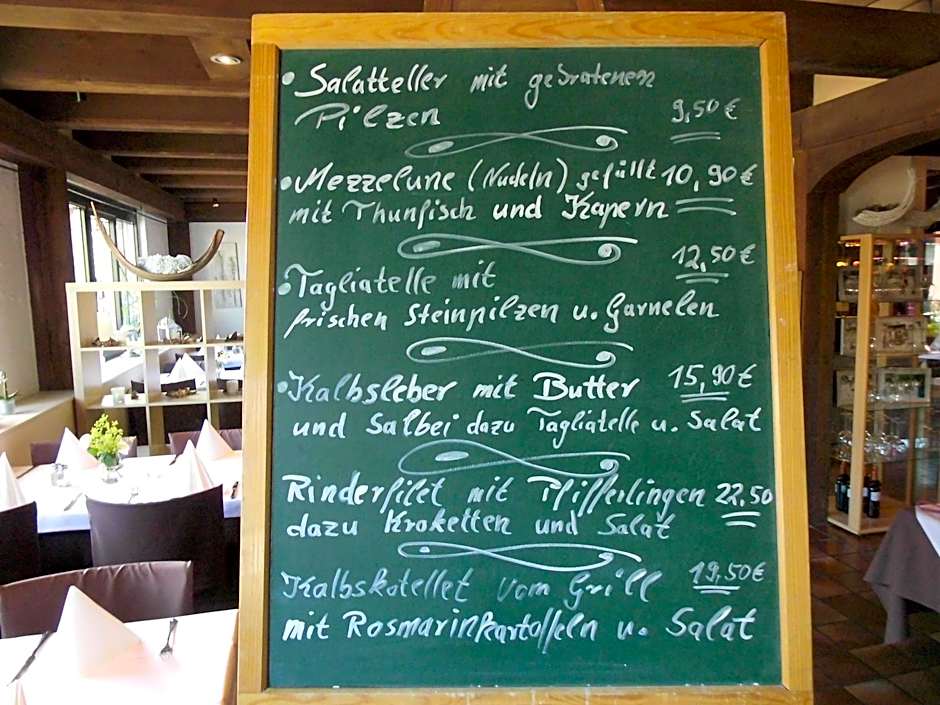 • Salatteller mit gebratenem
Pilzen 9,50 €
• Mezzelune (Nudeln) gefüllt 10,90 €
mit Thunfisch und Kapern
12,50 €
• Tagliatelle mit
frischen Steinpilzen u. Garnelen
• Kalbsleber mit Butter 15,90 €
und Salbei dazu Tagliatelle u. Salat
Rinderfilet mit Pfifferlingen 22,50
dazu Kroketten und Salat
Kalbskotellet vom Grill 19,50 €
mit Rosmarinkartoffeln u. Salat